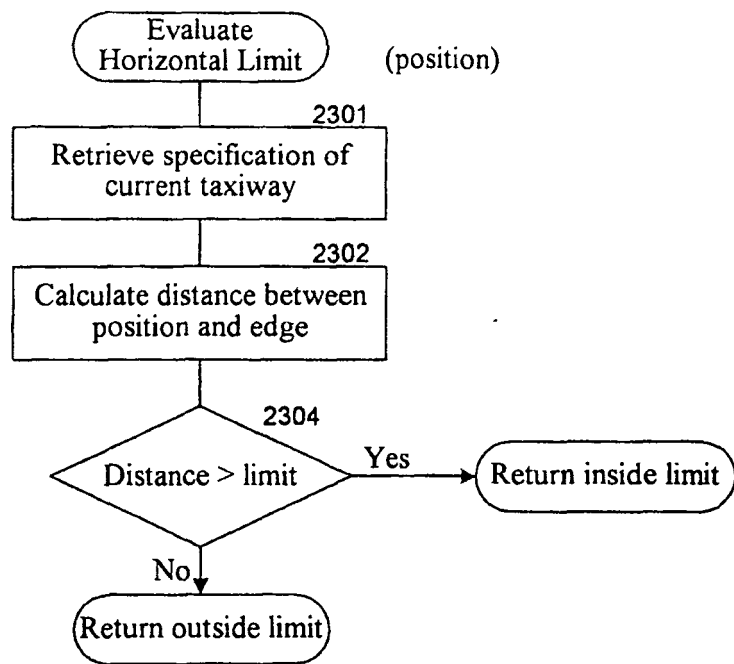 Evaluate
Horizontal Limit
(position)
2301
Retrieve specification of
current taxiway
2302
Calculate distance between
position and edge
2304
Distance > limit
Yes
Return inside limit
No
Return outside limit